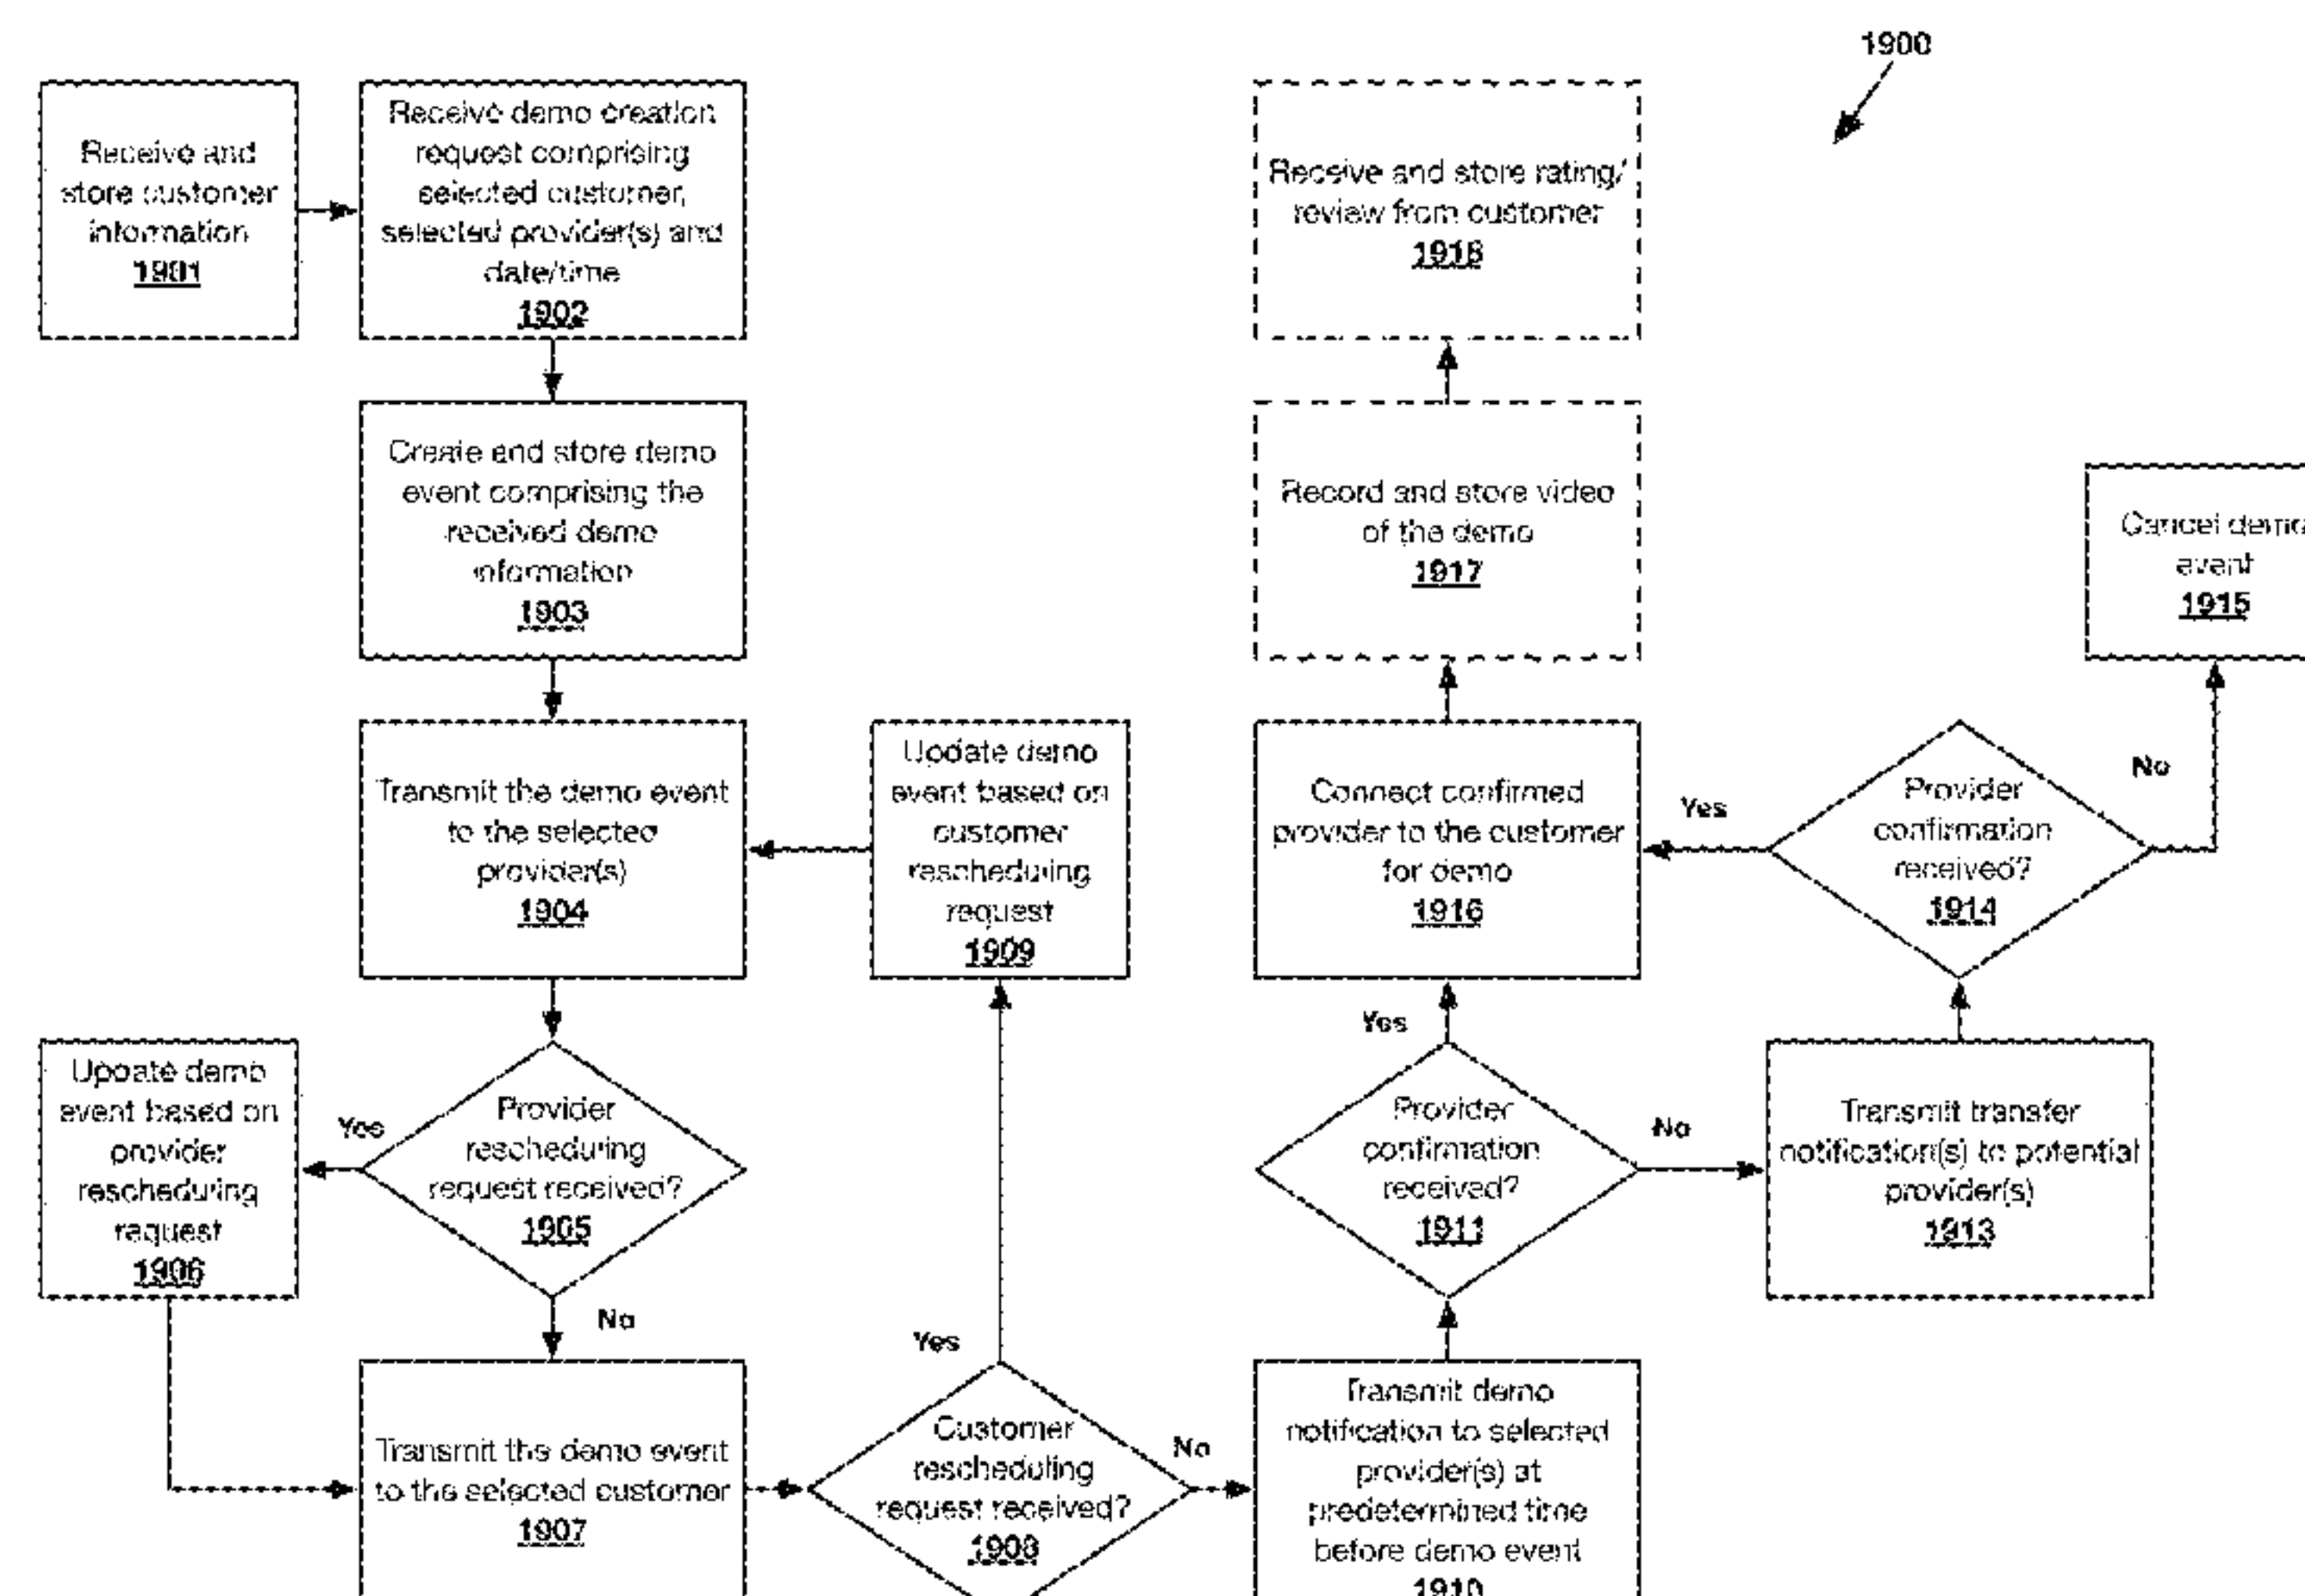 1900
Receive and
store customer
information
1901
Receive demo creation
request comprising
selected customer,
selected provider(s) and
date/time
1902
Create and store demo
event comprising the
received demo
information
1903
Transmit the demo event
to the selected
provider(s)
1904
Provider
rescheduling
request received?
1905
Yes
No
Update demo
event based on
provider
rescheduling
request
1906
Transmit the demo event
to the selected customer
1907
Customer
rescheduling
request received?
1908
Yes
No
Update demo
event based on
customer
rescheduling
request
1909
Transmit demo
notification to selected
provider(s) at
predetermined time
before demo event
1910
Provider
confirmation
received?
1911
Yes
No
Transmit transfer
notification(s) to potential
provider(s)
1913
Provider
confirmation
received?
1914
Yes
No
Cancel demo
event
1915
Connect confirmed
provider to the customer
for demo
1916
Record and store video
of the demo
1917
Receive and store rating/
review from customer
1918